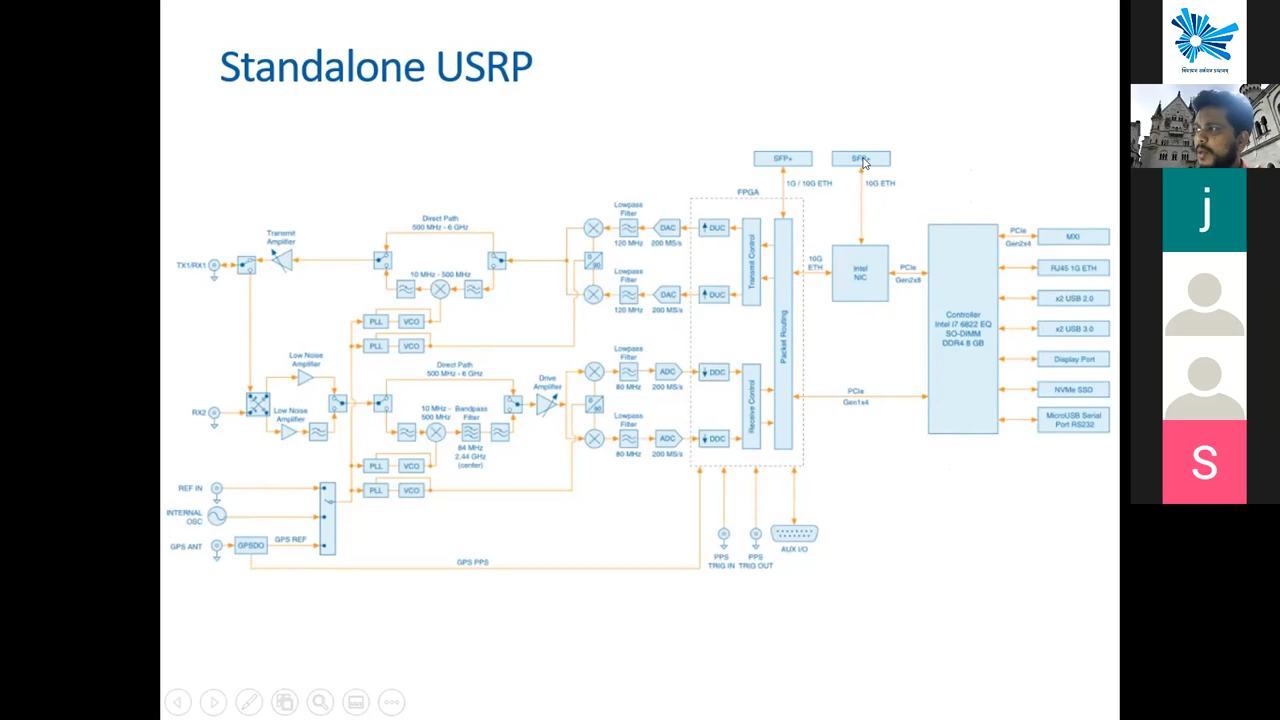 Standalone USRP
SFP+
SFP+
1G / 10G ETH
10G ETH
FPGA
Direct Path
500 MHz - 6 GHz
Transmit
Amplifier
TX1/RX1
10 MHz - 500 MHz
PLL
VCO
PLL
VCO
0
90
Lowpass
Filter
120 MHz
DAC
200 MS/s
DUC
Lowpass
Filter
120 MHz
DAC
200 MS/s
DUC
Transmit Control
Packet Routing
10G
ETH
Intel
NIC
PCIe
Gen2x8
Controller
Intel i7 6822 EQ
SO-DIMM
DDR4 8 GB
PCIe
Gen2x4
MXI
RJ45 1G ETH
x2 USB 2.0
x2 USB 3.0
Display Port
NVMe SSD
MicroUSB Serial
Port RS232
PCIe
Gen1x4
Low Noise
Amplifier
Direct Path
500 MHz - 6 GHz
Drive
Amplifier
RX2
Low Noise
Amplifier
10 MHz -
500 MHz
Bandpass
Filter
84 MHz
2.44 GHz
(center)
PLL
VCO
PLL
VCO
0
90
Lowpass
Filter
80 MHz
ADC
200 MS/s
DDC
Lowpass
Filter
80 MHz
ADC
200 MS/s
DDC
Receive Control
REF IN
INTERNAL
OSC
GPS ANT
GPSDO
GPS REF
GPS PPS
PPS
TRIG IN
PPS
TRIG OUT
AUX I/O
j
S